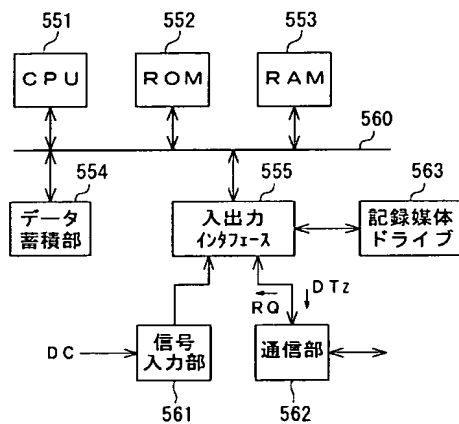 551
552
553
CPU
ROM
RAM
560
554
555
563
データ
蓄積部
入出力
インタフェース
記録媒体
ドライブ
DTz
RQ
DC
信号
入力部
通信部
561
562